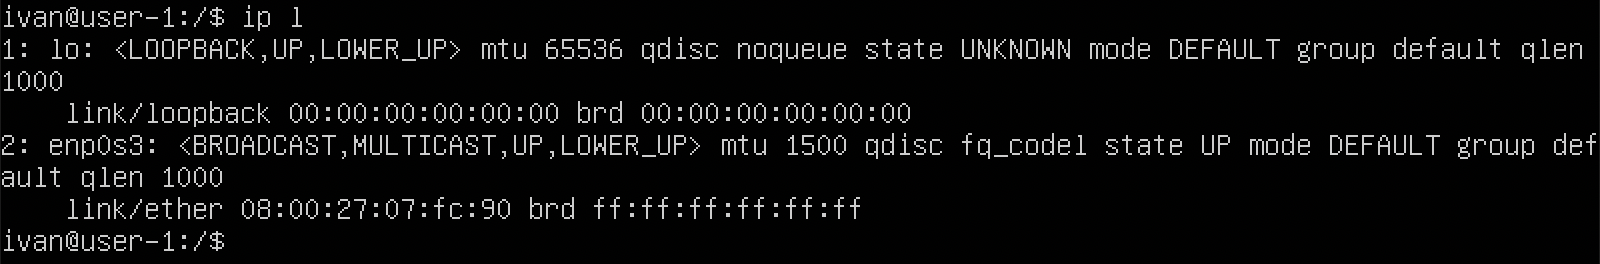 ivan@user-1:/$ ip l
1: lo: <LOOPBACK,UP,LOWER_UP> mtu 65536 qdisc noqueue state UNKNOWN mode DEFAULT group default qlen
1000
    link/loopback 00:00:00:00:00:00 brd 00:00:00:00:00:00
2: enp0s3: <BROADCAST,MULTICAST,UP,LOWER_UP> mtu 1500 qdisc fq_codel state UP mode DEFAULT group def
ault qlen 1000
    link/ether 08:00:27:07:fc:90 brd ff:ff:ff:ff:ff:ff
ivan@user-1:/$